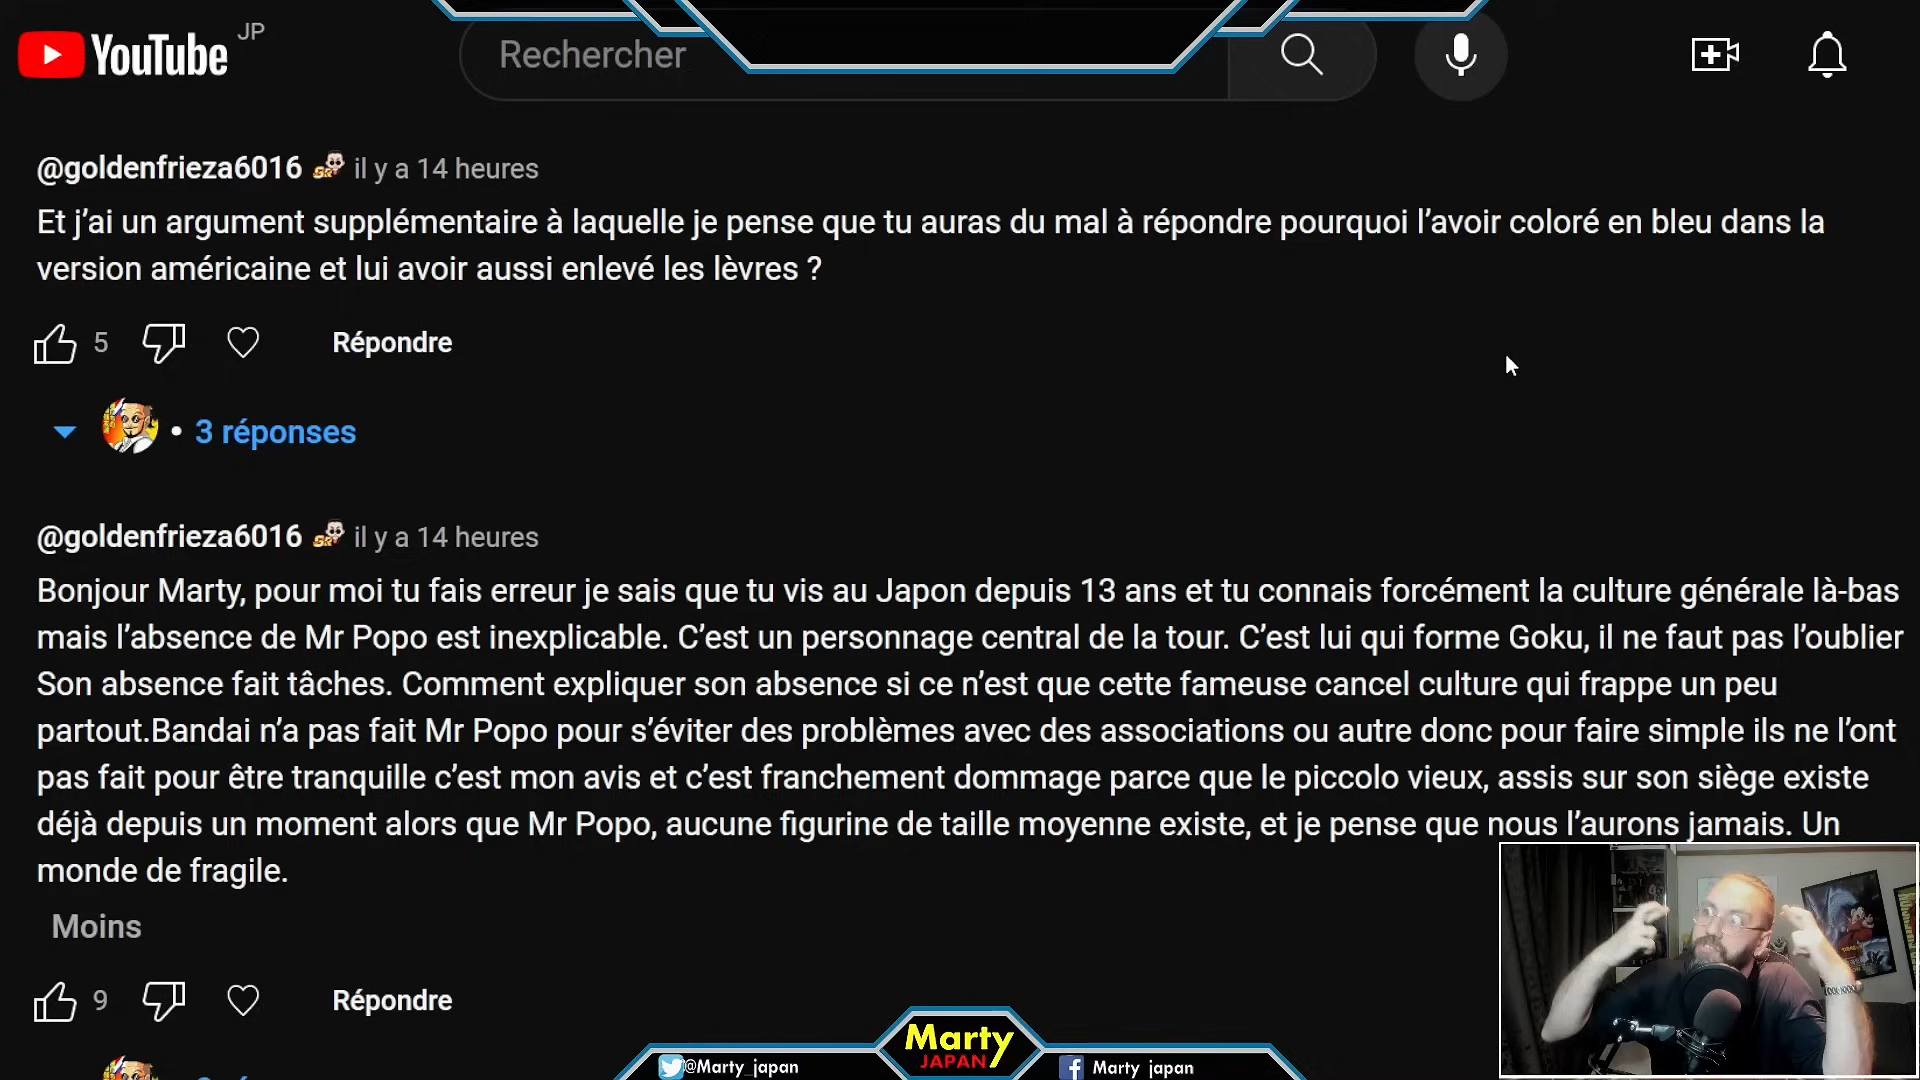 YouTube JP
Rechercher
@goldenfrieza6016 il y a 14 heures
Et j’ai un argument supplémentaire à laquelle je pense que tu auras du mal à répondre pourquoi l’avoir coloré en bleu dans la
version américaine et lui avoir aussi enlevé les lèvres ?
5 Répondre
• 3 réponses
@goldenfrieza6016 il y a 14 heures
Bonjour Marty, pour moi tu fais erreur je sais que tu vis au Japon depuis 13 ans et tu connais forcément la culture générale là-bas
mais l’absence de Mr Popo est inexplicable. C’est un personnage central de la tour. C’est lui qui forme Goku, il ne faut pas l’oublier
Son absence fait tâches. Comment expliquer son absence si ce n’est que cette fameuse cancel culture qui frappe un peu
partout.Bandai n’a pas fait Mr Popo pour s’éviter des problèmes avec des associations ou autre donc pour faire simple ils ne l’ont
pas fait pour être tranquille c’est mon avis et c’est franchement dommage parce que le piccolo vieux, assis sur son siège existe
déjà depuis un moment alors que Mr Popo, aucune figurine de taille moyenne existe, et je pense que nous l’aurons jamais. Un
monde de fragile.
Moins
9 Répondre
Marty
JAPAN
@Marty_japan
Marty japan